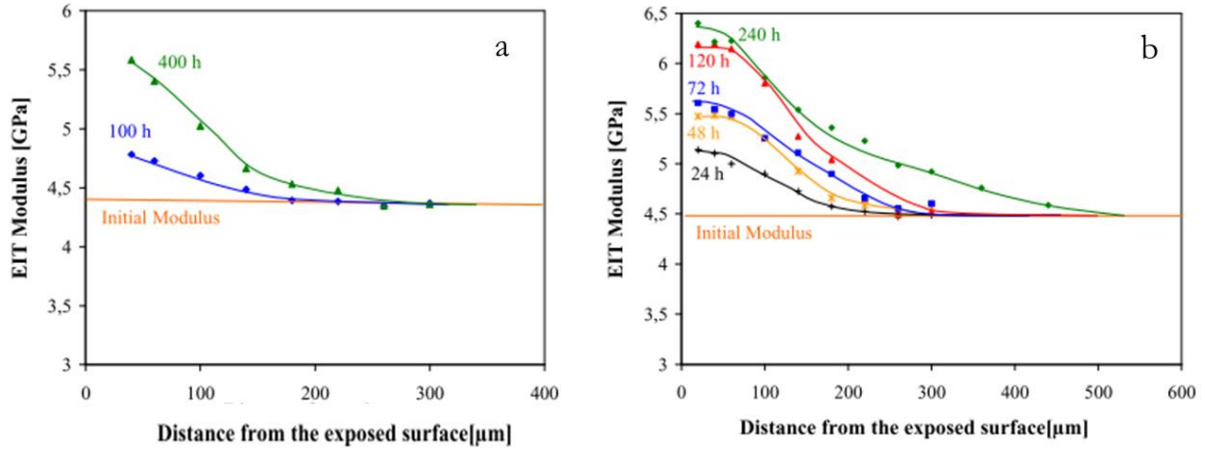 a
6
5,5
5
4,5
4
3,5
3
EIT Modulus [GPa]
400 h
100 h
Initial Modulus
0
100
200
300
400
Distance from the exposed surface[µm]
b
6,5
6
5,5
5
4,5
4
3,5
3
EIT Modulus [GPa]
240 h
120 h
72 h
48 h
24 h
Initial Modulus
0
100
200
300
400
500
600
Distance from the exposed surface[µm]